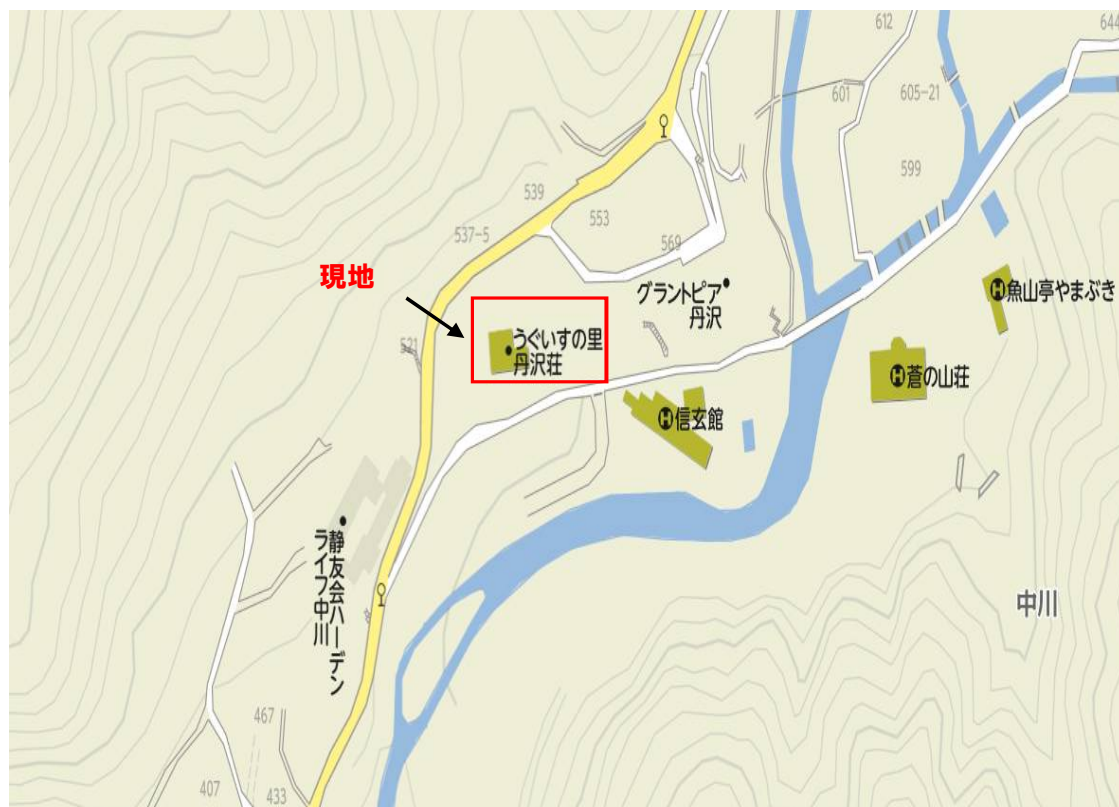 612
644
601
605-21
599
539
553
537-5
569
現地
グラントピア
丹沢
魚山亭やまぶき
521
うぐいすの里
丹沢荘
蒼の山荘
信玄館
静友会ハーデン
ライフ中川
中川
467
407
433